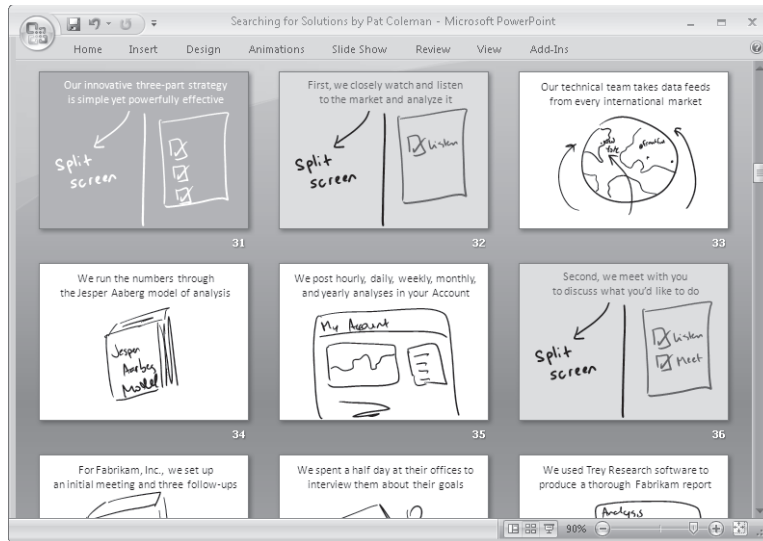 Searching for Solutions by Pat Coleman - Microsoft PowerPoint
Home Insert Design Animations Slide Show Review View Add-Ins
Our innovative three-part strategy
is simple yet powerfully effective
split
screen
31
First, we closely watch and listen
to the market and analyze it
split
screen
Listen
32
Our technical team takes data feeds
from every international market
33
We run the numbers through
the Jesper Aaberg model of analysis
Jesper
Aarberg
Model
34
We post hourly, daily, weekly, monthly,
and yearly analyses in your Account
My Account
35
Second, we meet with you
to discuss what you'd like to do
split
screen
Listen
Meet
36
For Fabrikam, Inc., we set up
an initial meeting and three follow-ups
We spent a half day at their offices to
interview them about their goals
We used Trey Research software to
produce a thorough Fabrikam report
Analysis
90%